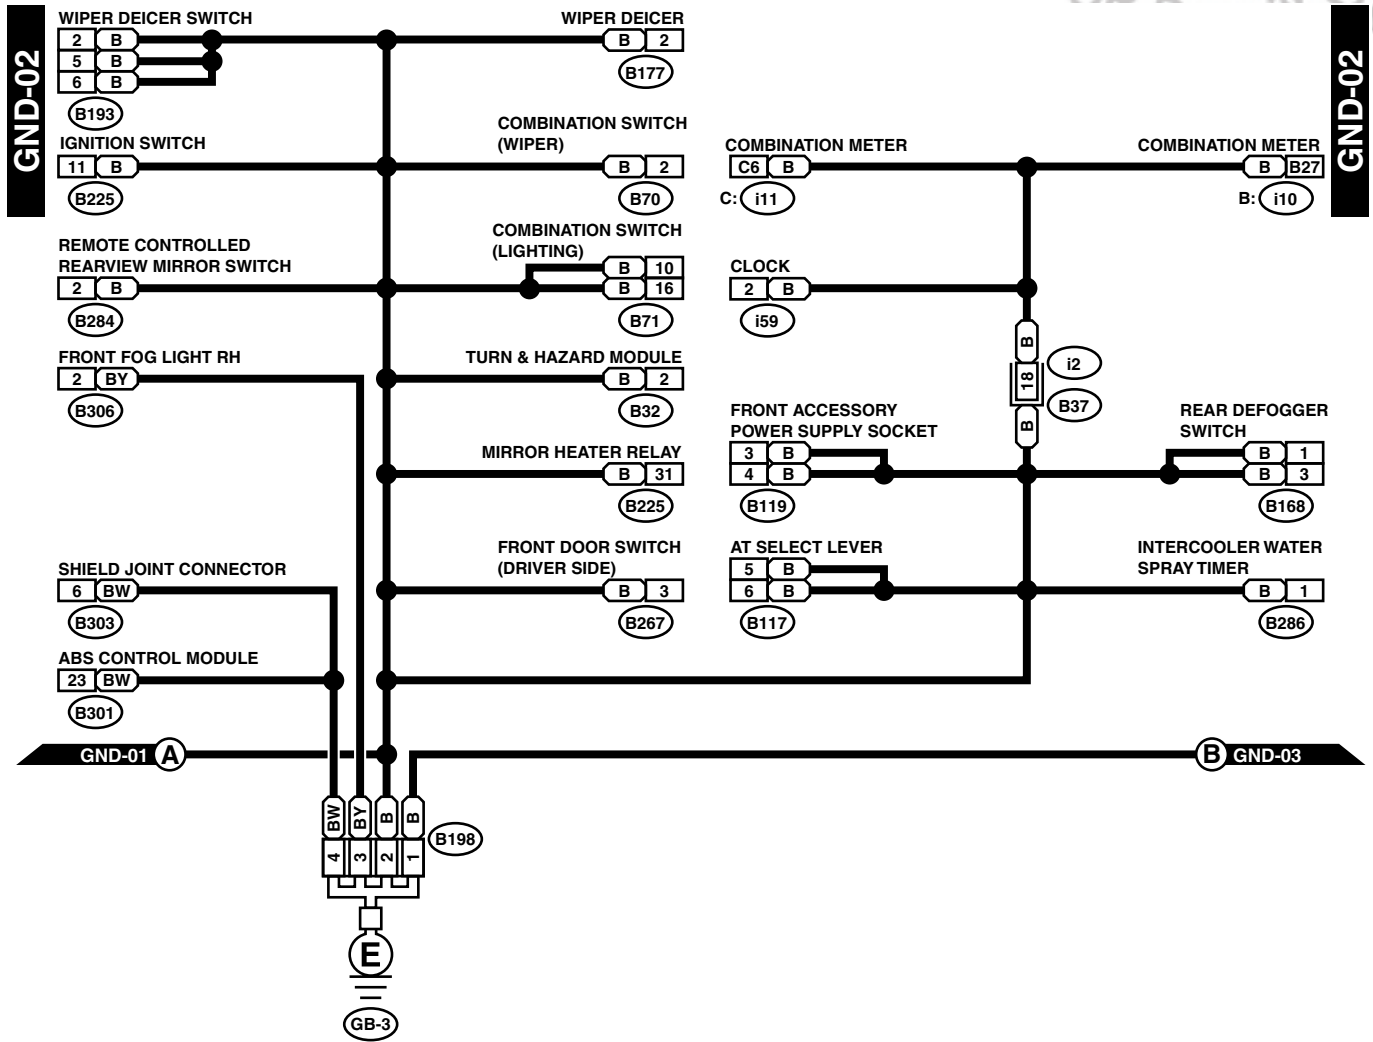 GND-02
WIPER DEICER SWITCH
2 B
5 B
6 B
B193
IGNITION SWITCH
11 B
B225
REMOTE CONTROLLED
REARVIEW MIRROR SWITCH
2 B
B284
FRONT FOG LIGHT RH
2 BY
B306
SHIELD JOINT CONNECTOR
6 BW
B303
ABS CONTROL MODULE
23 BW
B301
WIPER DEICER
B 2
B177
COMBINATION SWITCH
(WIPER)
B 2
B70
COMBINATION SWITCH
(LIGHTING)
B 10
B 16
B71
TURN & HAZARD MODULE
B 2
B32
MIRROR HEATER RELAY
B 31
B225
FRONT DOOR SWITCH
(DRIVER SIDE)
B 3
B267
COMBINATION METER
C6 B
C: i11
CLOCK
2 B
i59
FRONT ACCESSORY
POWER SUPPLY SOCKET
3 B
4 B
B119
AT SELECT LEVER
5 B
6 B
B117
B
18
B
i2
B37
COMBINATION METER
B B27
B: i10
REAR DEFOGGER
SWITCH
B 1
B 3
B168
INTERCOOLER WATER
SPRAY TIMER
B 1
B286
GND-02
GND-01 A
B GND-03
BW BY B B
4 3 2 1
B198
E
GB-3